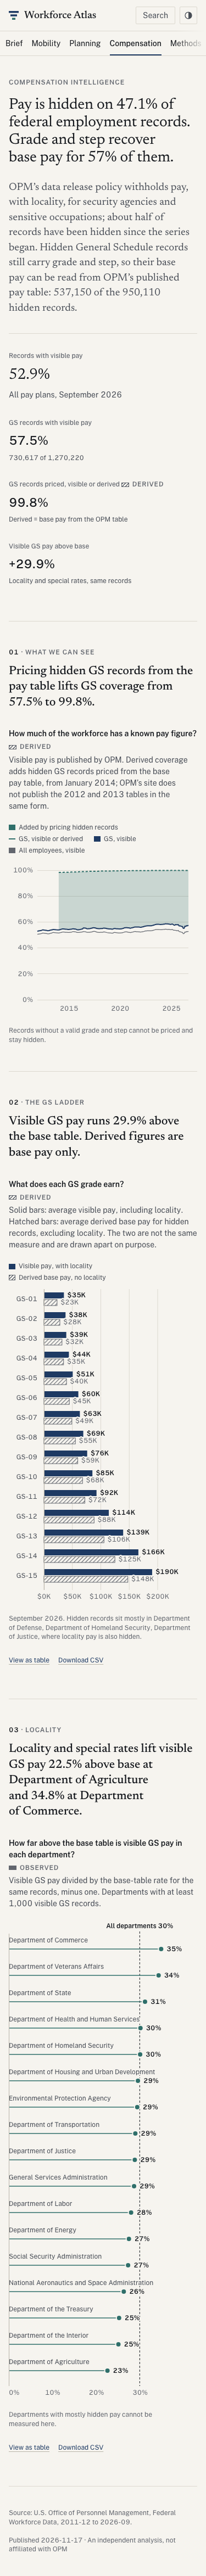 Workforce Atlas
Search
Brief Mobility Planning Compensation Methods
COMPENSATION INTELLIGENCE
Pay is hidden on 47.1% of
federal employment records.
Grade and step recover
base pay for 57% of them.
OPM's data release policy withholds pay,
with locality, for security agencies and
sensitive occupations; about half of
records have been hidden since the series
began. Hidden General Schedule records
still carry grade and step, so their base
pay can be read from OPM's published
pay table: 537,150 of the 950,110
hidden records.
Records with visible pay
52.9%
All pay plans, September 2026
GS records with visible pay
57.5%
730,617 of 1,270,220
GS records priced, visible or derived DERIVED
99.8%
Derived = base pay from the OPM table
Visible GS pay above base
+29.9%
Locality and special rates, same records
01 · WHAT WE CAN SEE
Pricing hidden GS records from the
pay table lifts GS coverage from
57.5% to 99.8%.
How much of the workforce has a known pay figure?
DERIVED
Visible pay is published by OPM. Derived coverage
adds hidden GS records priced from the base
pay table, from January 2014; OPM's site does
not publish the 2012 and 2013 tables in the
same form.
Added by pricing hidden records
GS, visible or derived GS, visible
All employees, visible
100%
80%
60%
40%
20%
0%
2015 2020 2025
Records without a valid grade and step cannot be priced and
stay hidden.
02 · THE GS LADDER
Visible GS pay runs 29.9% above
the base table. Derived figures are
base pay only.
What does each GS grade earn?
DERIVED
Solid bars: average visible pay, including locality.
Hatched bars: average derived base pay for hidden
records, excluding locality. The two are not the same
measure and are drawn apart on purpose.
Visible pay, with locality
Derived base pay, no locality
GS-01 $35K
$23K
GS-02 $38K
$28K
GS-03 $39K
$32K
GS-04 $44K
$35K
GS-05 $51K
$40K
GS-06 $60K
$45K
GS-07 $63K
$49K
GS-08 $69K
$55K
GS-09 $76K
$59K
GS-10 $85K
$68K
GS-11 $92K
$72K
GS-12 $114K
$88K
GS-13 $139K
$106K
GS-14 $166K
$125K
GS-15 $190K
$148K
$0K $50K $100K $150K $200K
September 2026. Hidden records sit mostly in Department
of Defense, Department of Homeland Security, Department
of Justice, where locality pay is also hidden.
View as table Download CSV
03 · LOCALITY
Locality and special rates lift visible
GS pay 22.5% above base at
Department of Agriculture
and 34.8% at Department
of Commerce.
How far above the base table is visible GS pay in
each department?
OBSERVED
Visible GS pay divided by the base-table rate for the
same records, minus one. Departments with at least
1,000 visible GS records.
All departments 30%
Department of Commerce
35%
Department of Veterans Affairs
34%
Department of State
31%
Department of Health and Human Services
30%
Department of Homeland Security
30%
Department of Housing and Urban Development
29%
Environmental Protection Agency
29%
Department of Transportation
29%
Department of Justice
29%
General Services Administration
29%
Department of Labor
28%
Department of Energy
27%
Social Security Administration
27%
National Aeronautics and Space Administration
26%
Department of the Treasury
25%
Department of the Interior
25%
Department of Agriculture
23%
0% 10% 20% 30%
Departments with mostly hidden pay cannot be
measured here.
View as table Download CSV
Source: U.S. Office of Personnel Management, Federal
Workforce Data, 2011-12 to 2026-09.
Published 2026-11-17 · An independent analysis, not
affiliated with OPM